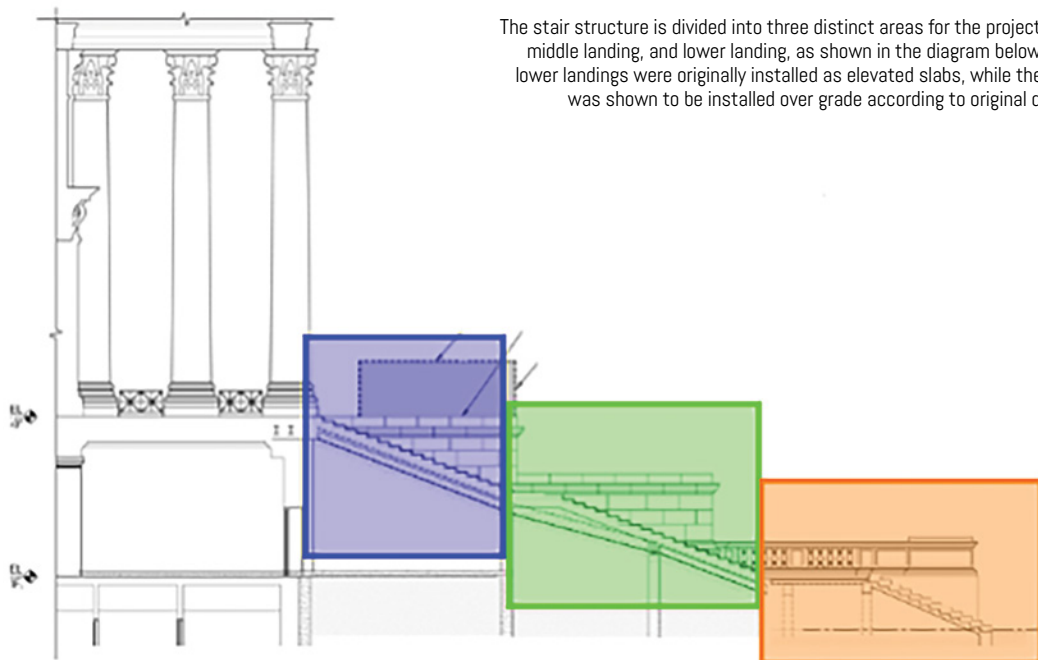 The stair structure is divided into three distinct areas for the project
middle landing, and lower landing, as shown in the diagram below
lower landings were originally installed as elevated slabs, while the
was shown to be installed over grade according to original